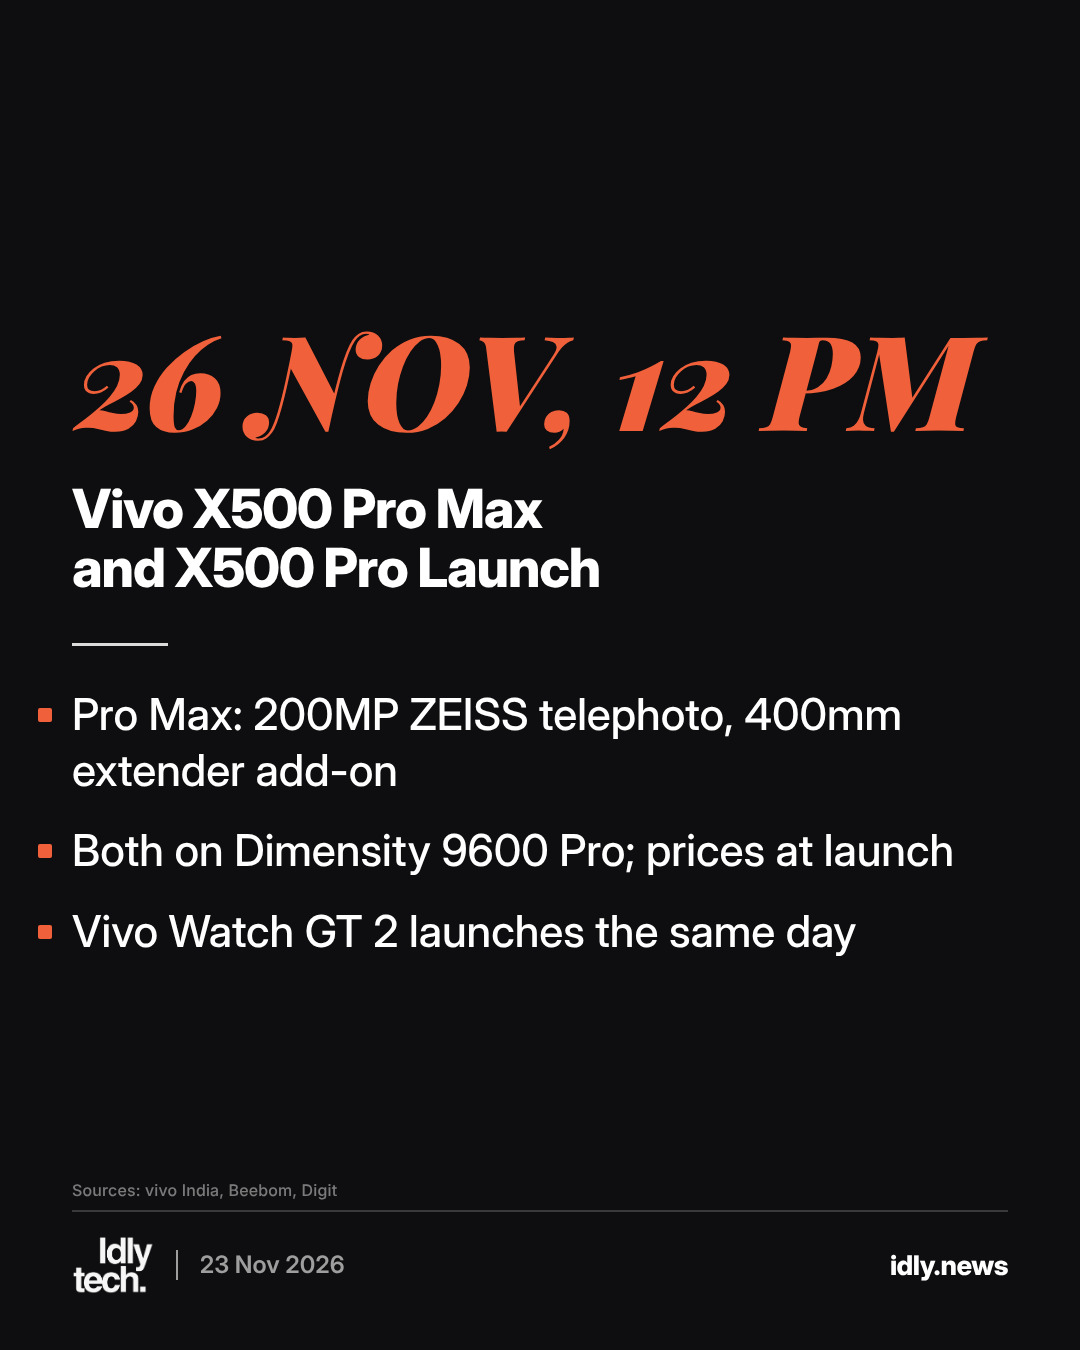 26 NOV, 12 PM
Vivo X500 Pro Max
and X500 Pro Launch
Pro Max: 200MP ZEISS telephoto, 400mm
extender add-on
Both on Dimensity 9600 Pro; prices at launch
Vivo Watch GT 2 launches the same day
Sources: vivo India, Beebom, Digit
Idly
tech.
23 Nov 2026
idly.news